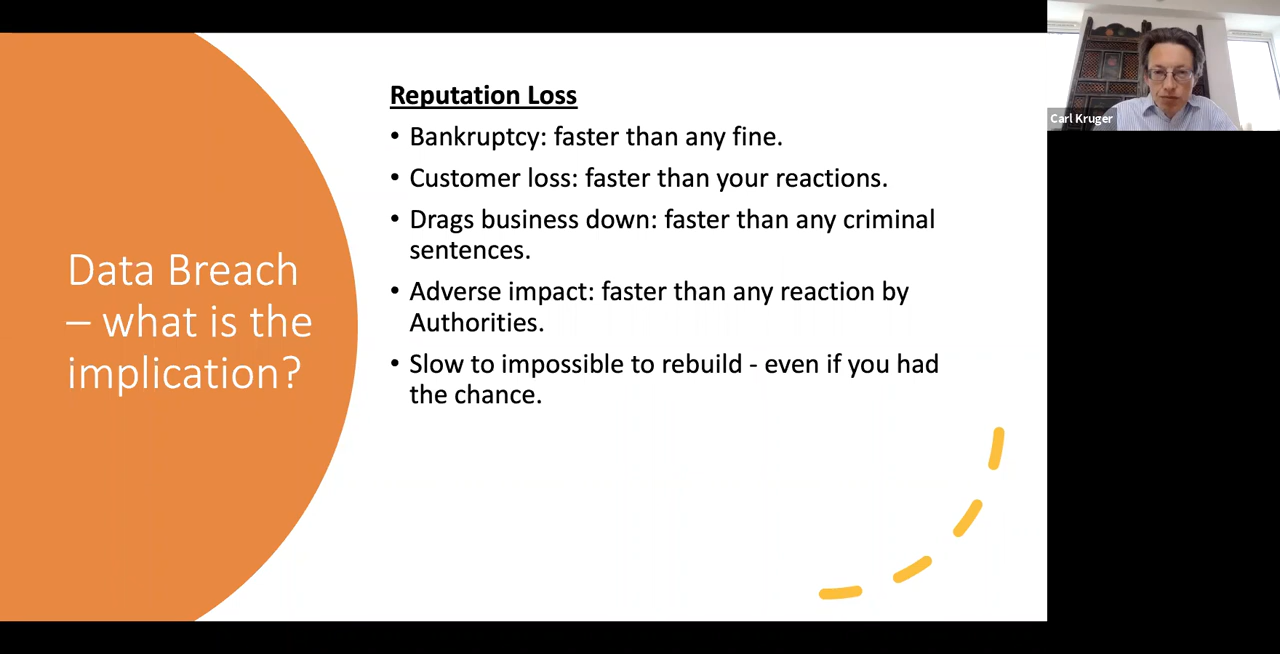 Data Breach
– what is the
implication?
Reputation Loss
• Bankruptcy: faster than any fine.
• Customer loss: faster than your reactions.
• Drags business down: faster than any criminal
sentences.
• Adverse impact: faster than any reaction by
Authorities.
• Slow to impossible to rebuild - even if you had
the chance.
Carl Kruger